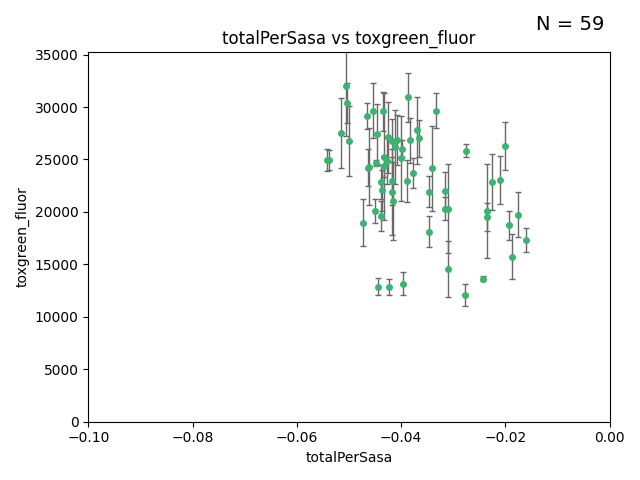 N = 59
totalPerSasa vs toxgreen_fluor
35000
30000
25000
20000
15000
10000
5000
0
toxgreen_fluor
−0.10 −0.08 −0.06 −0.04 −0.02 0.00
totalPerSasa